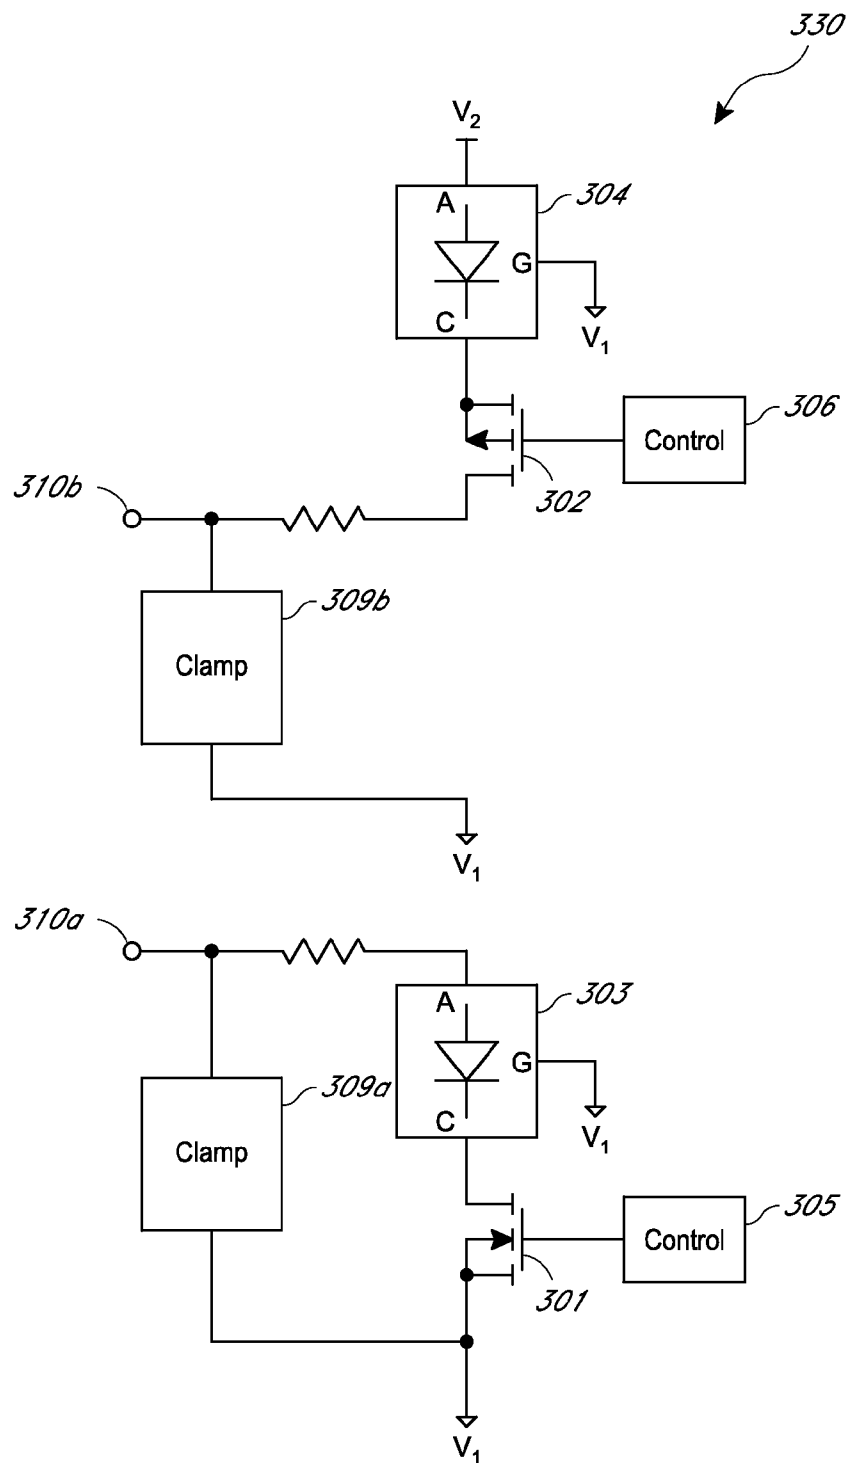 330
V2
A
304
G
C
V1
Control
306
302
310b
309b
Clamp
V1
310a
A
303
G
C
V1
309a
Clamp
Control
305
301
V1